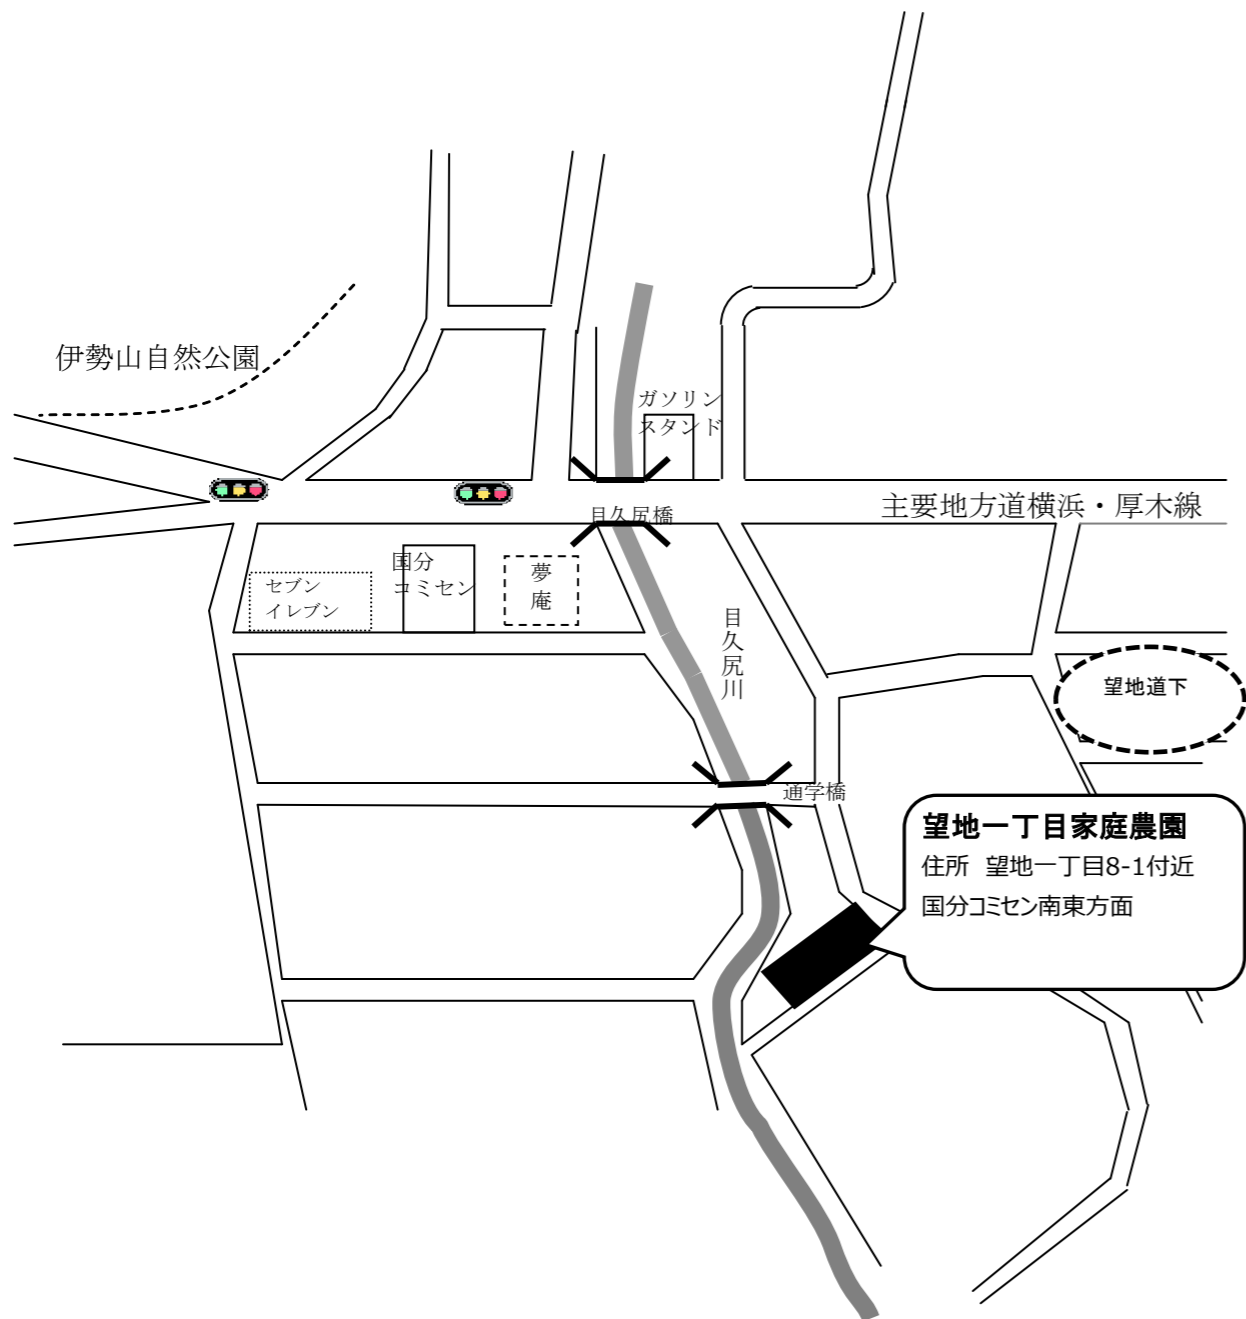 伊勢山自然公園
ガソリン
スタンド
主要地方道横浜・厚木線
目久尻橋
国分
コミセン
夢
庵
セブン
イレブン
目久尻川
望地道下
通学橋
望地一丁目家庭農園
住所 望地一丁目8-1付近
国分コミセン南東方面